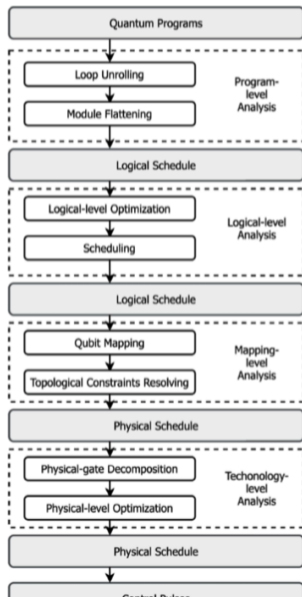 Quantum Programs
Loop Unrolling
Module Flattening
Program-
level
Analysis
Logical Schedule
Logical-level Optimization
Scheduling
Logical-level
Analysis
Logical Schedule
Qubit Mapping
Topological Constraints Resolving
Mapping-
level
Analysis
Physical Schedule
Physical-gate Decomposition
Physical-level Optimization
Techonology-
level
Analysis
Physical Schedule
Control Pulses